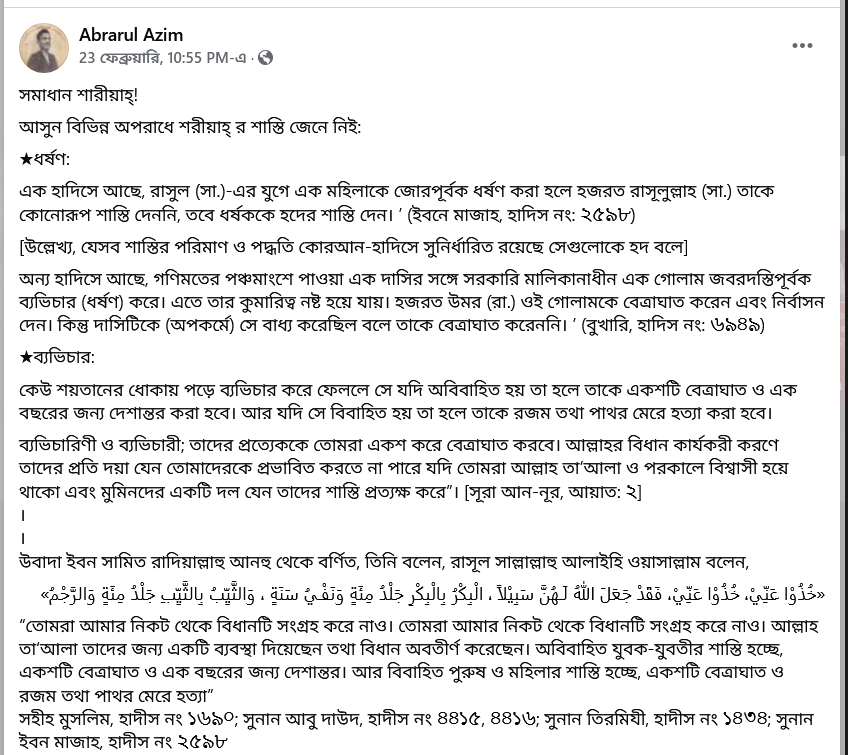 Abrarul Azim
23 ফেব্রুয়ারি, 10:55 PM-এ ·
সমাধান শারীয়াহ্!
আসুন বিভিন্ন অপরাধে শরীয়াহ্ র শাস্তি জেনে নিই:
★ধর্ষণ:
এক হাদিসে আছে, রাসুল (সা.)-এর যুগে এক মহিলাকে জোরপূর্বক ধর্ষণ করা হলে হজরত রাসূলুল্লাহ (সা.) তাকে
কোনোরূপ শাস্তি দেননি, তবে ধর্ষককে হদের শাস্তি দেন। ’ (ইবনে মাজাহ, হাদিস নং: ২৫৯৮)
[উল্লেখ্য, যেসব শাস্তির পরিমাণ ও পদ্ধতি কোরআন-হাদিসে সুনির্ধারিত রয়েছে সেগুলোকে হদ বলে]
অন্য হাদিসে আছে, গণিমতের পঞ্চমাংশে পাওয়া এক দাসির সঙ্গে সরকারি মালিকানাধীন এক গোলাম জবরদস্তিপূর্বক
ব্যভিচার (ধর্ষণ) করে। এতে তার কুমারিত্ব নষ্ট হয়ে যায়। হজরত উমর (রা.) ওই গোলামকে বেত্রাঘাত করেন এবং নির্বাসন
দেন। কিন্তু দাসিটিকে (অপকর্মে) সে বাধ্য করেছিল বলে তাকে বেত্রাঘাত করেননি। ’ (বুখারি, হাদিস নং: ৬৯৪৯)
★ব্যভিচার:
কেউ শয়তানের ধোকায় পড়ে ব্যভিচার করে ফেললে সে যদি অবিবাহিত হয় তা হলে তাকে একশটি বেত্রাঘাত ও এক
বছরের জন্য দেশান্তর করা হবে। আর যদি সে বিবাহিত হয় তা হলে তাকে রজম তথা পাথর মেরে হত্যা করা হবে।
ব্যভিচারিণী ও ব্যভিচারী; তাদের প্রত্যেককে তোমরা একশ করে বেত্রাঘাত করবে। আল্লাহর বিধান কার্যকরী করণে
তাদের প্রতি দয়া যেন তোমাদেরকে প্রভাবিত করতে না পারে যদি তোমরা আল্লাহ তা’আলা ও পরকালে বিশ্বাসী হয়ে
থাকো এবং মুমিনদের একটি দল যেন তাদের শাস্তি প্রত্যক্ষ করে”। [সূরা আন-নূর, আয়াত: ২]
।
।
উবাদা ইবন সামিত রাদিয়াল্লাহু আনহু থেকে বর্ণিত, তিনি বলেন, রাসূল সাল্লাল্লাহু আলাইহি ওয়াসাল্লাম বলেন,
«خُذُوْا عَنِّيْ، خُذُوْا عَنِّيْ، فَقَدْ جَعَلَ اللهُ لَـهُنَّ سَبِيْلاً ، الْبِكْرُ بِالْبِكْرِ جَلْدُ مِئَةٍ وَنَفْـيُ سَنَةٍ ، وَالثَّيِّبُ بِالثَّيِّبِ جَلْدُ مِئَةٍ وَالرَّجْمُ»
“তোমরা আমার নিকট থেকে বিধানটি সংগ্রহ করে নাও। তোমরা আমার নিকট থেকে বিধানটি সংগ্রহ করে নাও। আল্লাহ
তা’আলা তাদের জন্য একটি ব্যবস্থা দিয়েছেন তথা বিধান অবতীর্ণ করেছেন। অবিবাহিত যুবক-যুবতীর শাস্তি হচ্ছে,
একশটি বেত্রাঘাত ও এক বছরের জন্য দেশান্তর। আর বিবাহিত পুরুষ ও মহিলার শাস্তি হচ্ছে, একশটি বেত্রাঘাত ও
রজম তথা পাথর মেরে হত্যা”
সহীহ মুসলিম, হাদীস নং ১৬৯০; সুনান আবু দাউদ, হাদীস নং ৪৪১৫, ৪৪১৬; সুনান তিরমিযী, হাদীস নং ১৪৩৪; সুনান
ইবন মাজাহ, হাদীস নং ২৫৯৮